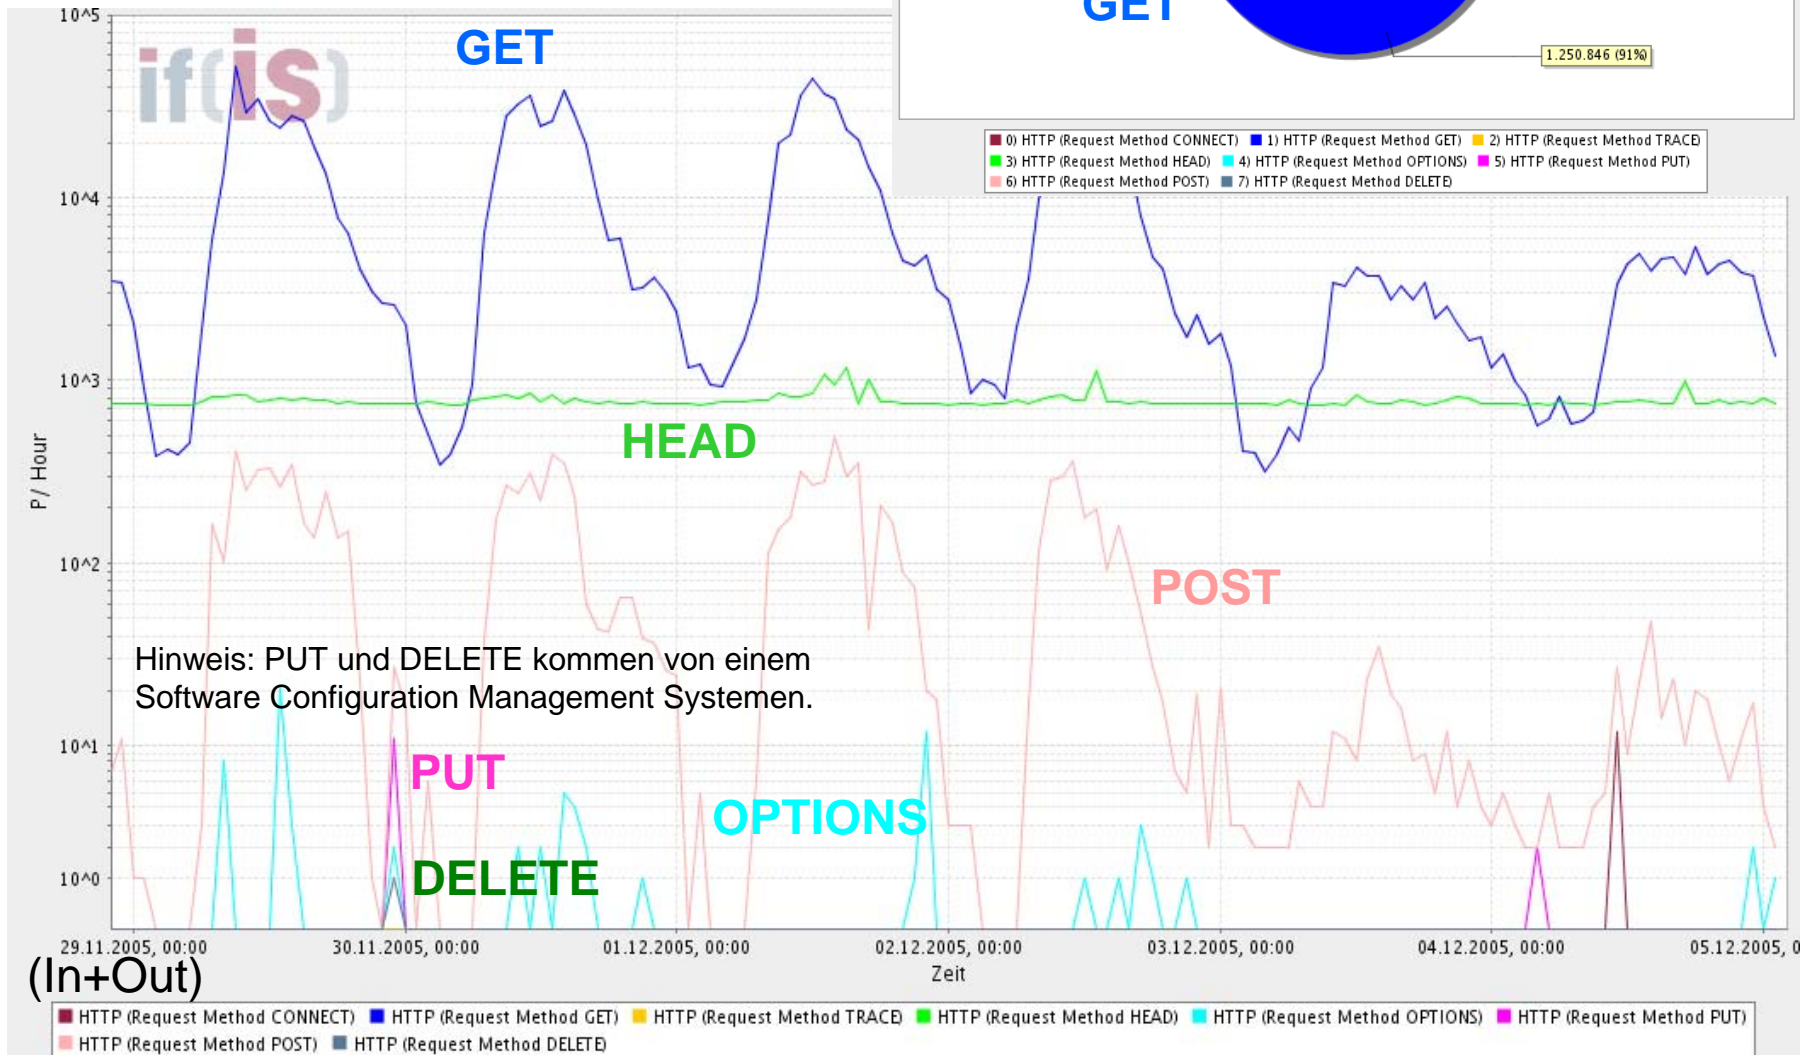 10^5
if(is)
GET
GET
1.250.846 (91%)
0) HTTP (Request Method CONNECT) 1) HTTP (Request Method GET) 2) HTTP (Request Method TRACE)
3) HTTP (Request Method HEAD) 4) HTTP (Request Method OPTIONS) 5) HTTP (Request Method PUT)
6) HTTP (Request Method POST) 7) HTTP (Request Method DELETE)
10^4
10^3
HEAD
P/ Hour
10^2
POST
Hinweis: PUT und DELETE kommen von einem
Software Configuration Management Systemen.
10^1
PUT
OPTIONS
DELETE
10^0
29.11.2005, 00:00 30.11.2005, 00:00 01.12.2005, 00:00 02.12.2005, 00:00 03.12.2005, 00:00 04.12.2005, 00:00 05.12.2005, 0
(In+Out)
Zeit
HTTP (Request Method CONNECT) HTTP (Request Method GET) HTTP (Request Method TRACE) HTTP (Request Method HEAD) HTTP (Request Method OPTIONS) HTTP (Request Method PUT)
HTTP (Request Method POST) HTTP (Request Method DELETE)